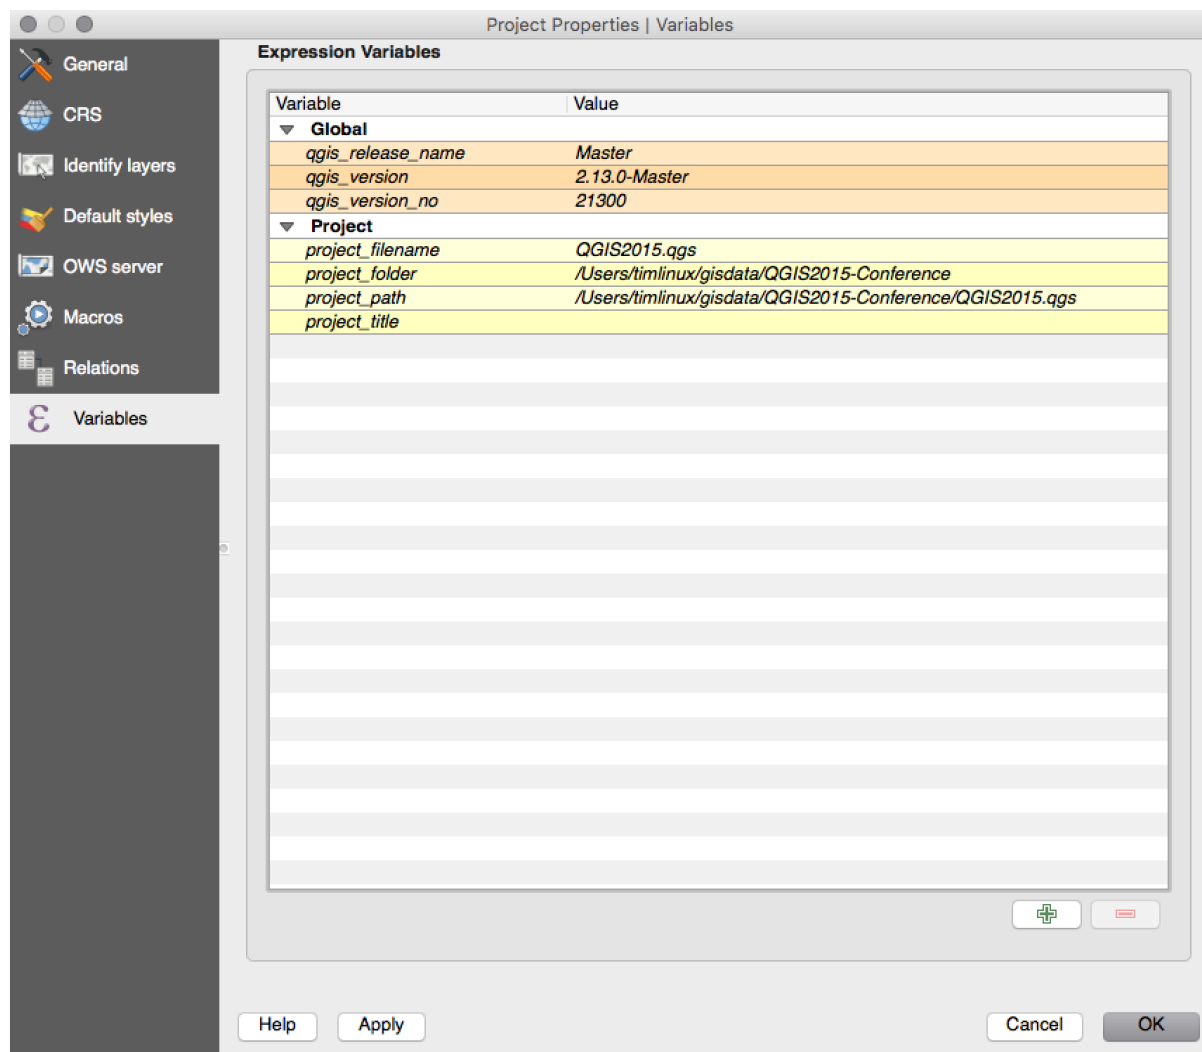 Project Properties | Variables
General
CRS
Identify layers
Default styles
OWS server
Macros
Relations
Variables
Expression Variables
Variable Value
Global
qgis_release_name Master
qgis_version 2.13.0-Master
qgis_version_no 21300
Project
project_filename QGIS2015.qgs
project_folder /Users/timlinux/gisdata/QGIS2015-Conference
project_path /Users/timlinux/gisdata/QGIS2015-Conference/QGIS2015.qgs
project_title
Help Apply Cancel OK